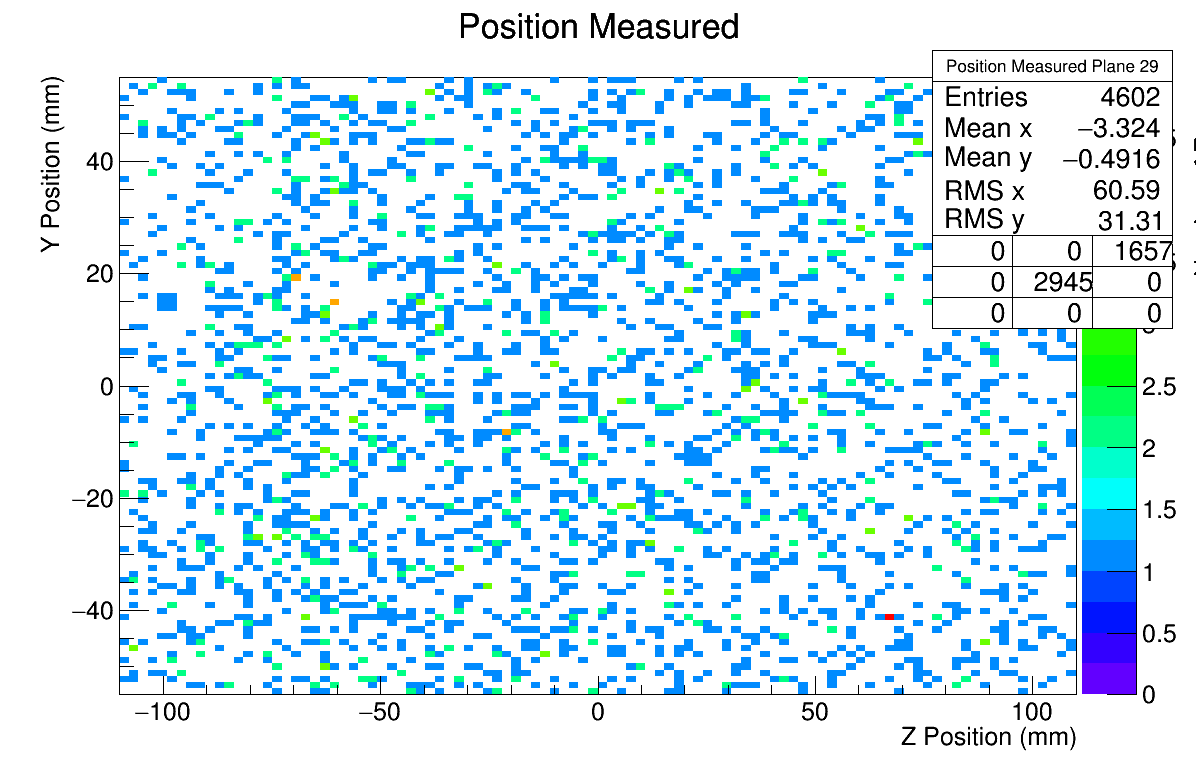 Position Measured
Position Measured Plane 29
Entries 4602
Mean x −3.324
Mean y −0.4916
RMS x 60.59
RMS y 31.31
0 0 1657
0 2945 0
0 0 0
Y Position (mm)
40
20
0
−20
−40
−100
−50
0
50
100
Z Position (mm)
2.5
2
1.5
1
0.5
0